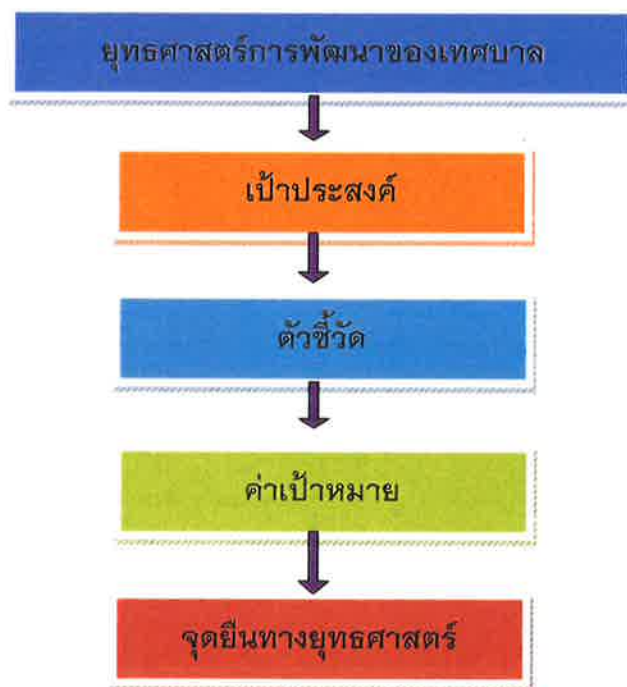 ยุทธศาสตร์การพัฒนาของเทศบาล
เป้าประสงค์
ตัวชี้วัด
ค่าเป้าหมาย
จุดยืนทางยุทธศาสตร์